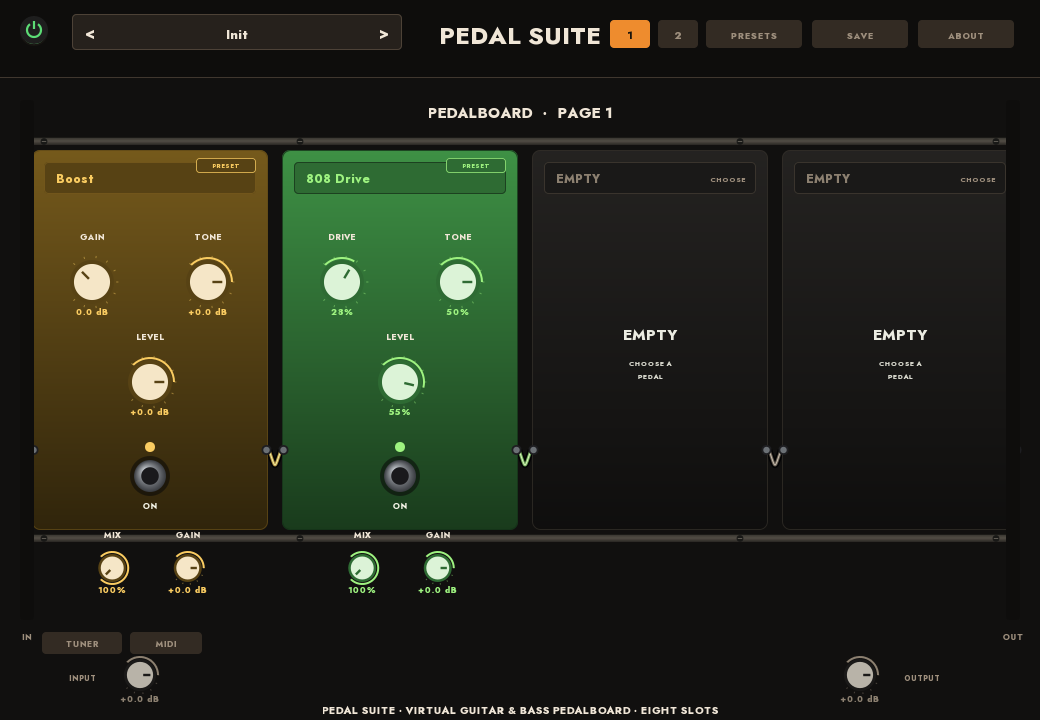 < Init >
PEDAL SUITE
1 2 PRESETS SAVE ABOUT
PEDALBOARD · PAGE 1
PRESET
Boost
GAIN TONE
0.0 dB +0.0 dB
LEVEL
+0.0 dB
ON
MIX GAIN
100% +0.0 dB
PRESET
808 Drive
DRIVE TONE
28% 50%
LEVEL
55%
ON
MIX GAIN
100% +0.0 dB
EMPTY CHOOSE
EMPTY
CHOOSE A
PEDAL
EMPTY CHOOSE
EMPTY
CHOOSE A
PEDAL
IN TUNER MIDI OUT
INPUT
+0.0 dB
OUTPUT
+0.0 dB
PEDAL SUITE · VIRTUAL GUITAR & BASS PEDALBOARD · EIGHT SLOTS